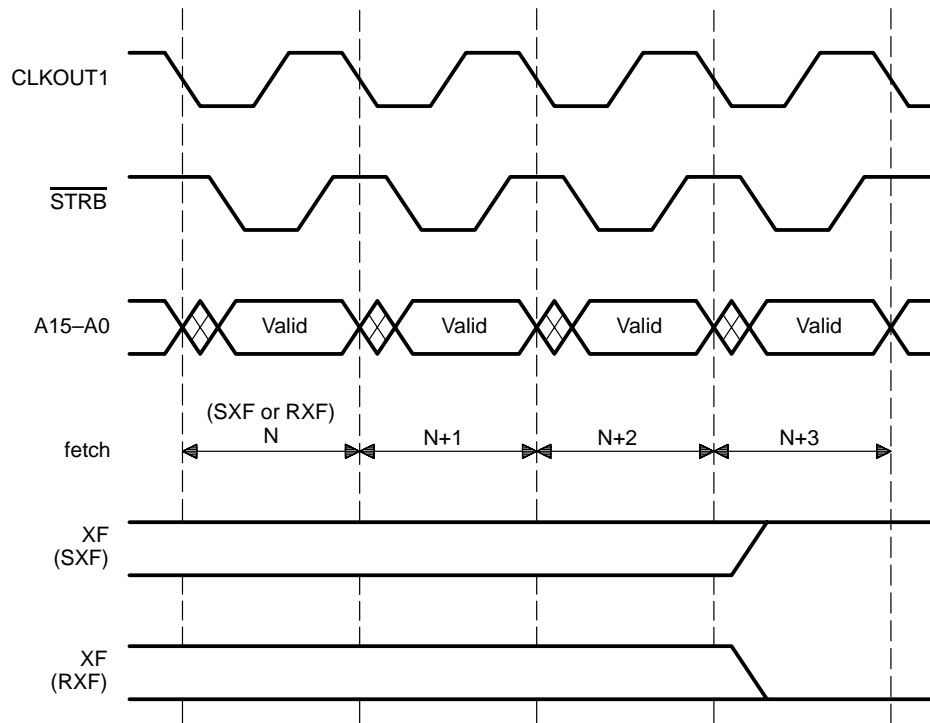 CLKOUT1
STRB
A15–A0
Valid
Valid
Valid
Valid
fetch
(SXF or RXF)
N
N+1
N+2
N+3
XF
(SXF)
XF
(RXF)